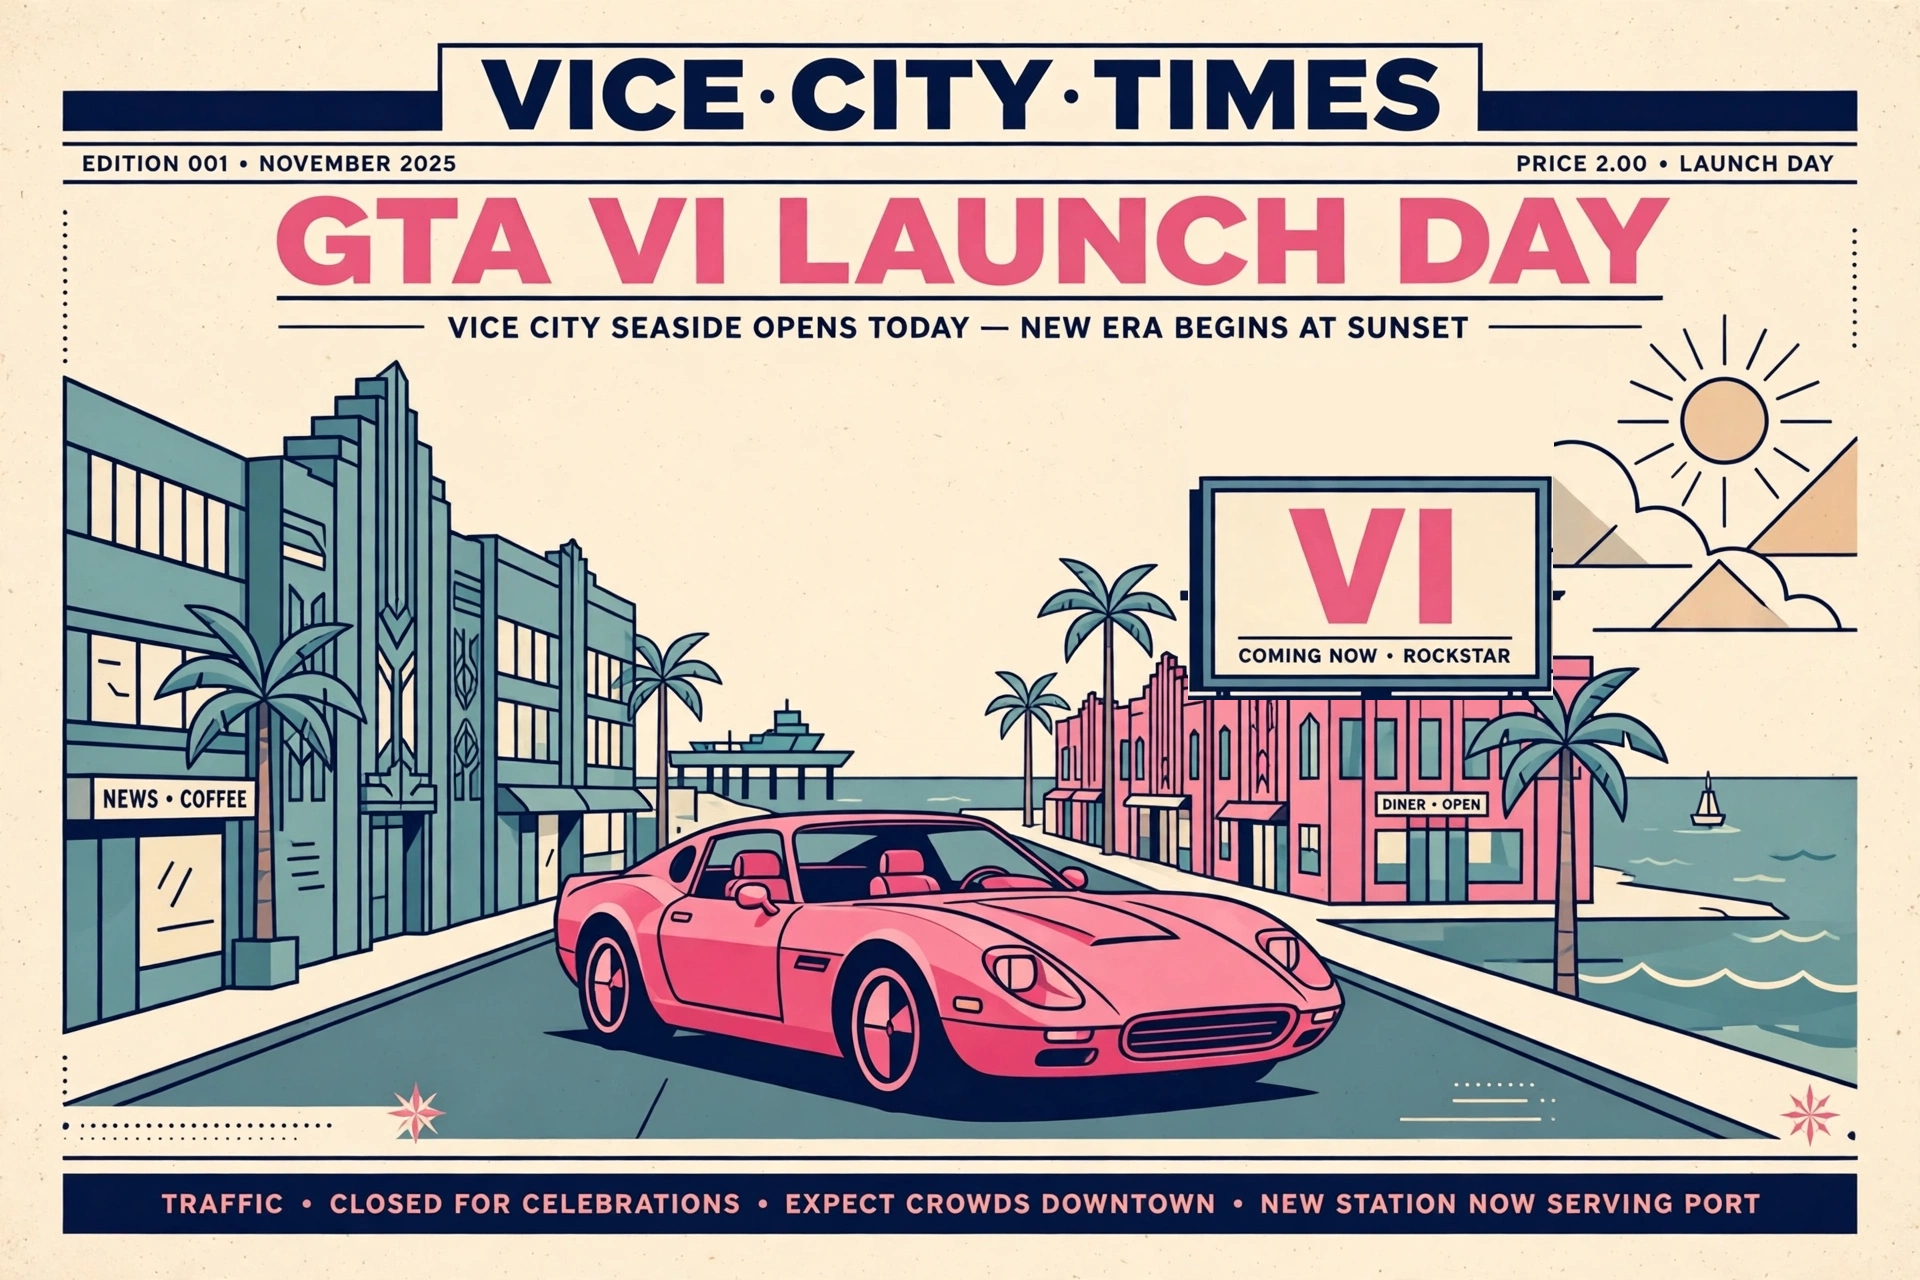 VICE·CITY·TIMES
EDITION 001 • NOVEMBER 2025
PRICE 2.00 • LAUNCH DAY
GTA VI LAUNCH DAY
VICE CITY SEASIDE OPENS TODAY — NEW ERA BEGINS AT SUNSET
VI
COMING NOW • ROCKSTAR
NEWS • COFFEE
DINER • OPEN
TRAFFIC • CLOSED FOR CELEBRATIONS • EXPECT CROWDS DOWNTOWN • NEW STATION NOW SERVING PORT